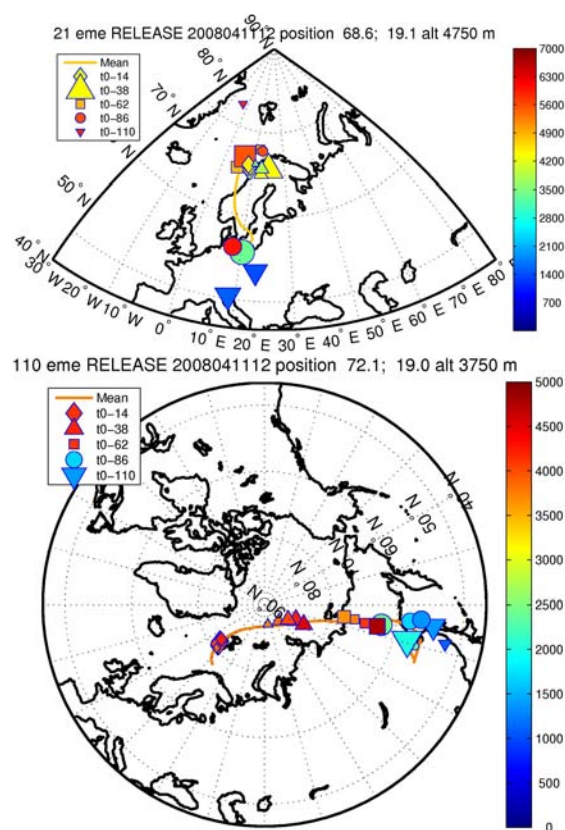 21 eme RELEASE 2008041112 position 68.6; 19.1 alt 4750 m
Mean
t0-14
t0-38
t0-62
t0-86
t0-110
90° N
80° N
70° N
60° N
50° N
40° N
30° W
20° W
10° W
0°
10° E
20° E
30° E
40° E
50° E
60° E
70° E
80° E
7000
6300
5600
4900
4200
3500
2800
2100
1400
700
110 eme RELEASE 2008041112 position 72.1; 19.0 alt 3750 m
Mean
t0-14
t0-38
t0-62
t0-86
t0-110
40° N
50° N
60° N
80° N
90° N
5000
4500
4000
3500
3000
2500
2000
1500
1000
500
0